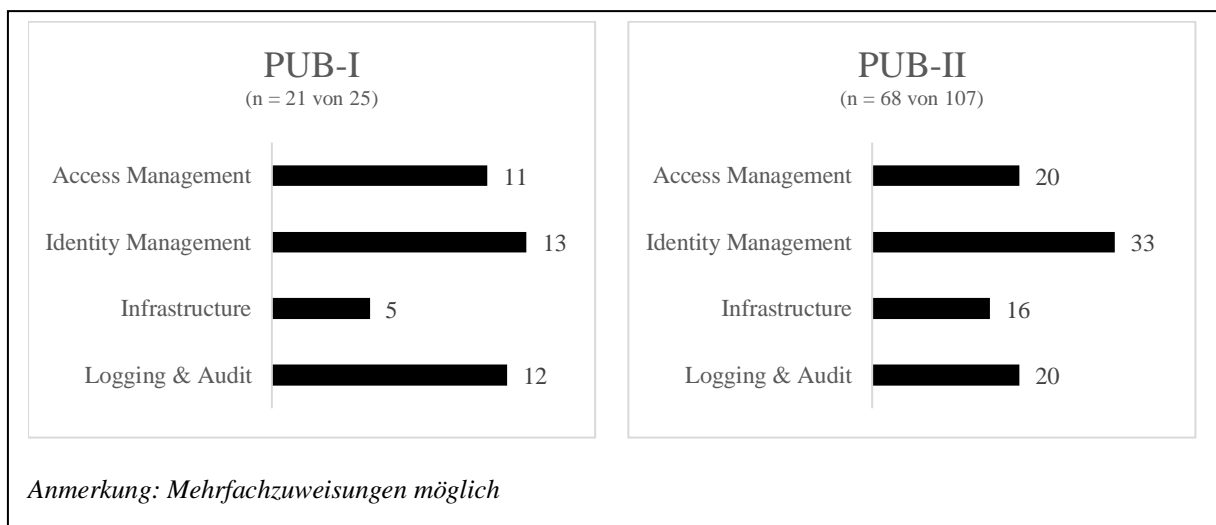 PUB-I
(n = 21 von 25)
Access Management 11
Identity Management 13
Infrastructure 5
Logging & Audit 12
PUB-II
(n = 68 von 107)
Access Management 20
Identity Management 33
Infrastructure 16
Logging & Audit 20
Anmerkung: Mehrfachzuweisungen möglich